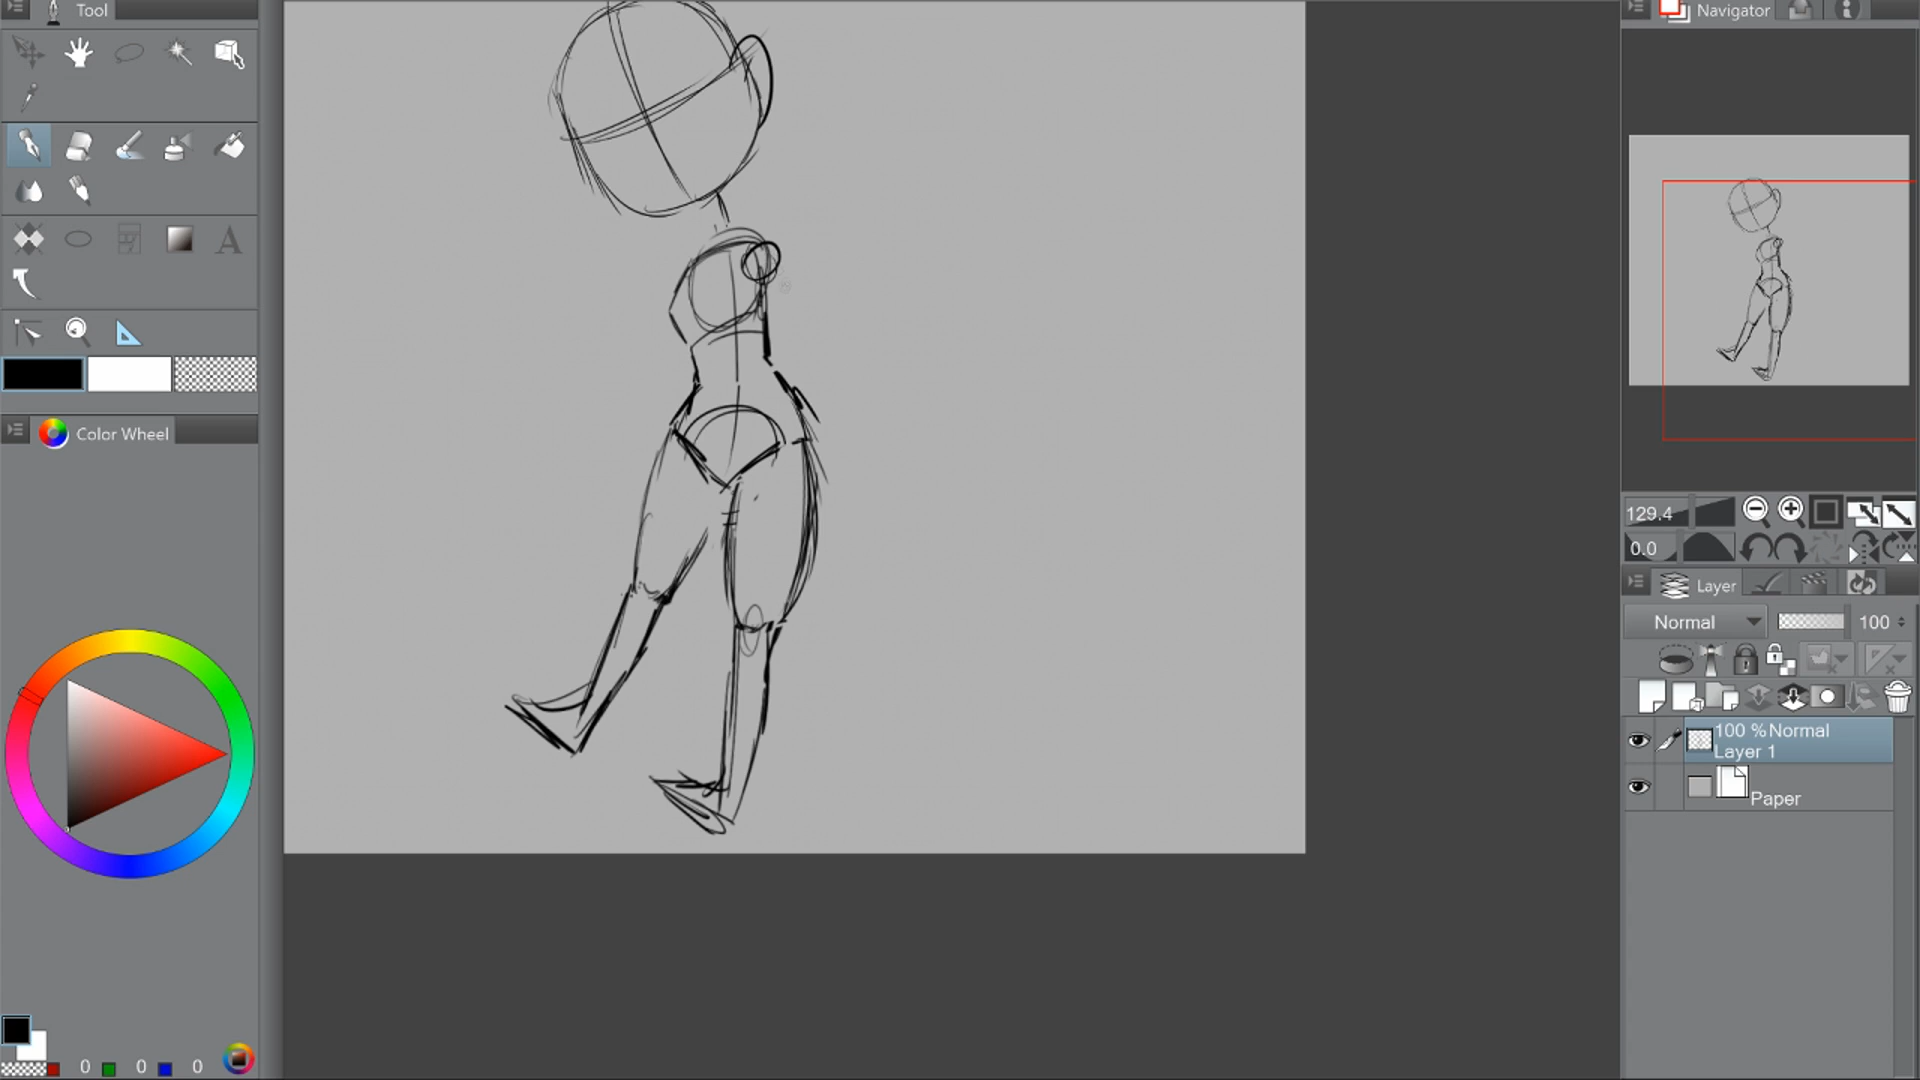 Tool
Navigator
Color Wheel
129.4
0.0
Layer
Normal
100
100 %Normal
Layer 1
Paper
0
0
0